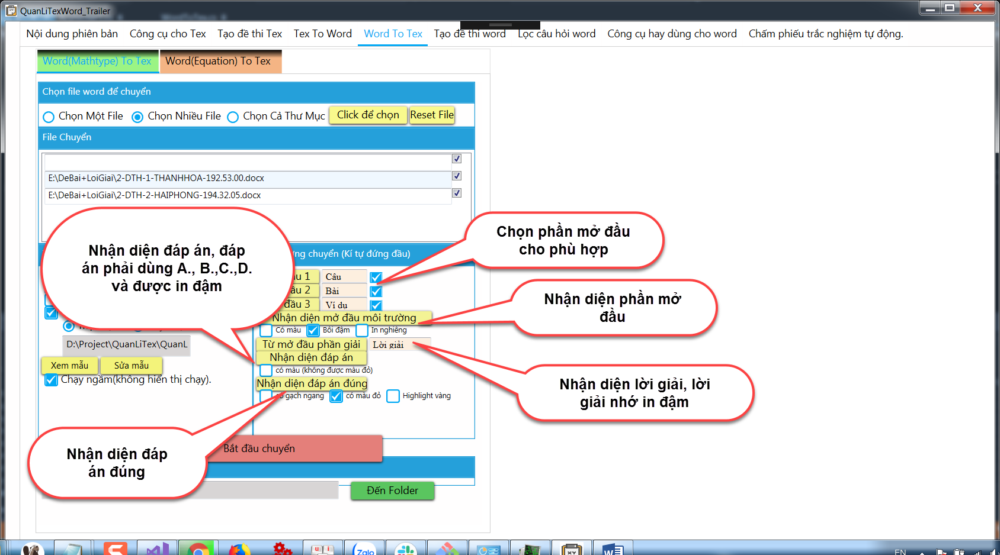 QuanLiTexWord_Trailer
Nội dung phiên bản Công cụ cho Tex Tạo đề thi Tex Tex To Word Word To Tex Tạo đề thi word Lọc câu hỏi word Công cụ hay dùng cho word Chấm phiếu trắc nghiệm tự động.
Word(Mathtype) To Tex Word(Equation) To Tex
Chọn file word để chuyển
Chọn Một File Chọn Nhiều File Chọn Cả Thư Mục Click để chọn Reset File
File Chuyển
E:\DeBai+LoiGiai\2-DTH-1-THANHHOA-192.53.00.docx
E:\DeBai+LoiGiai\2-DTH-2-HAIPHONG-194.32.05.docx
Nhận diện đáp án, đáp
án phải dùng A., B.,C.,D.
và được in đậm
Chọn phần mở đầu
cho phù hợp
chuyển (Kí tự đứng đầu)
1 Câu
2 Bài
đầu 3 Ví dụ
Nhận diện phần mở
đầu
Nhận diện mở đầu môi trường
Có màu Bôi đậm In nghiêng
D:\Project\QuanLiTex\QuanL
Từ mở đầu phần giải Lời giải
Nhận diện đáp án
Xem mẫu Sửa mẫu
có màu (không được màu đỏ)
Chạy ngầm(không hiển thị chạy).
Nhận diện đáp án đúng
gạch ngang có màu đỏ Highlight vàng
Nhận diện lời giải, lời
giải nhớ in đậm
Bắt đầu chuyển
Nhận diện đáp
án đúng
Đến Folder
Zalo
EN